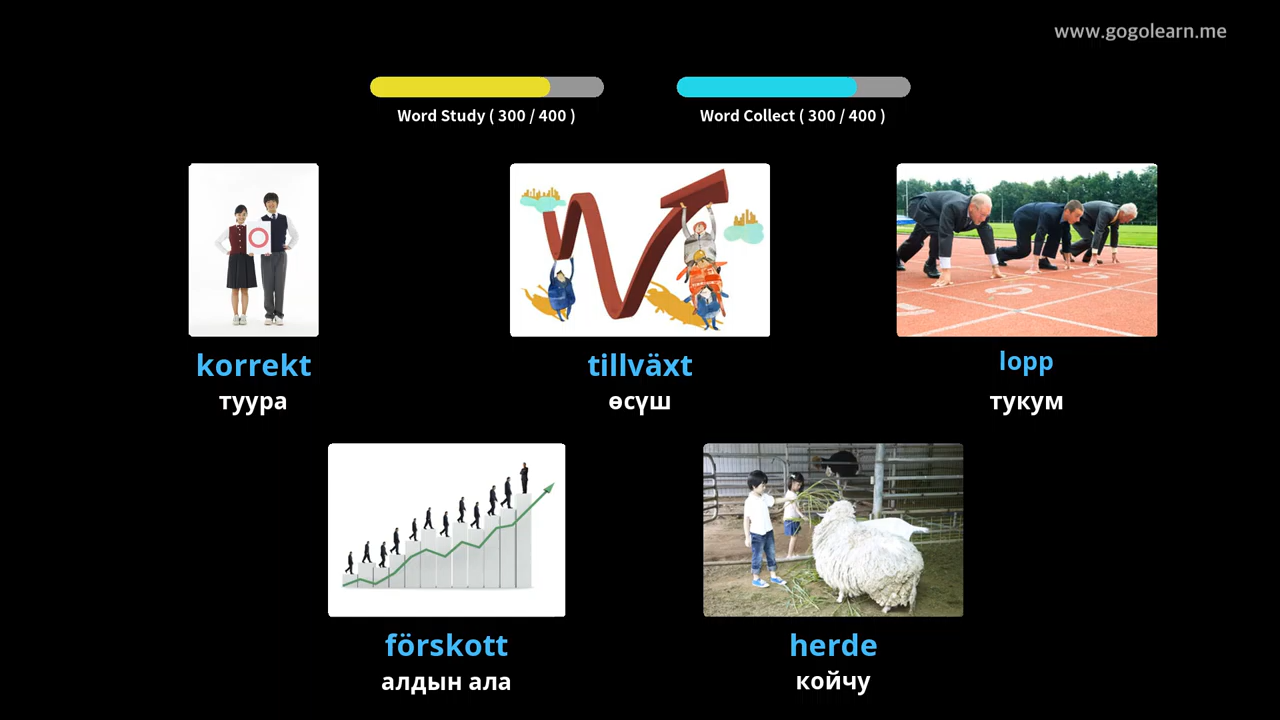 www.gogolearn.me
Word Study ( 300 / 400 )
Word Collect ( 300 / 400 )
korrekt
туура
tillväxt
өсүш
lopp
тукум
förskott
алдын ала
herde
койчу